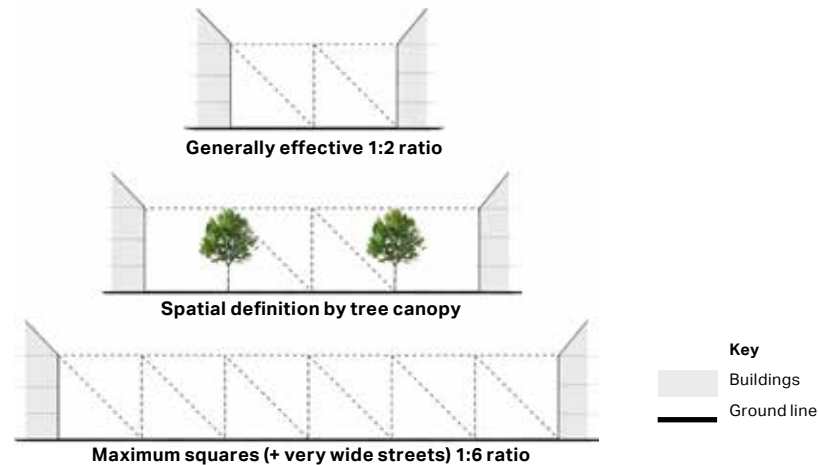 Generally effective 1:2 ratio
Spatial definition by tree canopy
Maximum squares (+ very wide streets) 1:6 ratio
Key
Buildings
Ground line